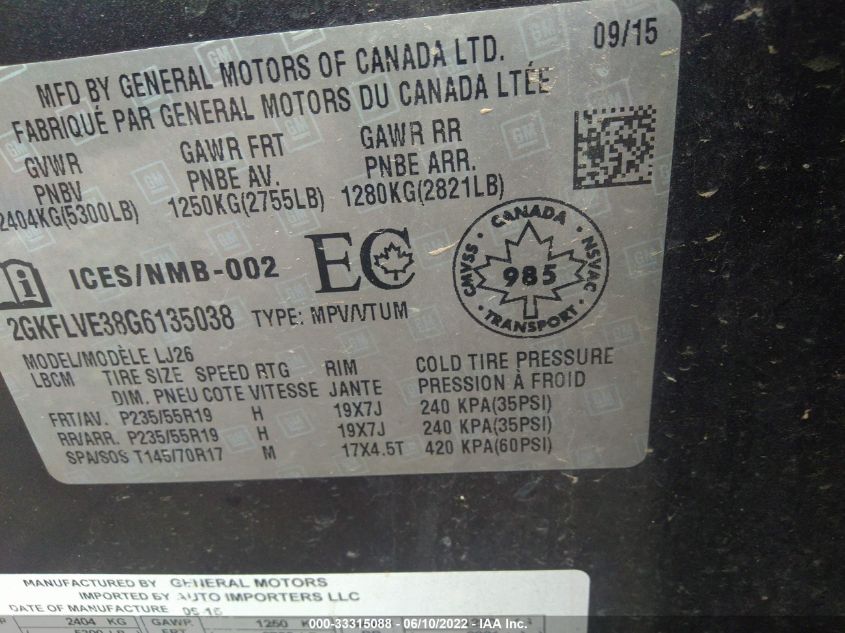 09/15
MFD BY GENERAL MOTORS OF CANADA LTD.
FABRIQUÉ PAR GENERAL MOTORS DU CANADA LTÉE
GVWR GAWR FRT GAWR RR
PNBV PNBE AV. PNBE ARR.
2404KG(5300LB) 1250KG(2755LB) 1280KG(2821LB)
ICES/NMB-002 EC
CANADA
CMVSS 985 NSVAC
TRANSPORT
2GKFLVE38G6135038 TYPE: MPV/VTUM
MODEL/MODÈLE LJ26
LBCM TIRE SIZE SPEED RTG RIM COLD TIRE PRESSURE
DIM. PNEU COTE VITESSE JANTE PRESSION À FROID
FRT/AV. P235/55R19 H 19X7J 240 KPA(35PSI)
RR/ARR. P235/55R19 H 19X7J 240 KPA(35PSI)
SPA/SOS T145/70R17 M 17X4.5T 420 KPA(60PSI)
MANUFACTURED BY GENERAL MOTORS
IMPORTED BY AUTO IMPORTERS LLC
DATE OF MANUFACTURE 09 15
2404 KG GAWR 1250
000-33315088 - 06/10/2022 - IAA Inc.